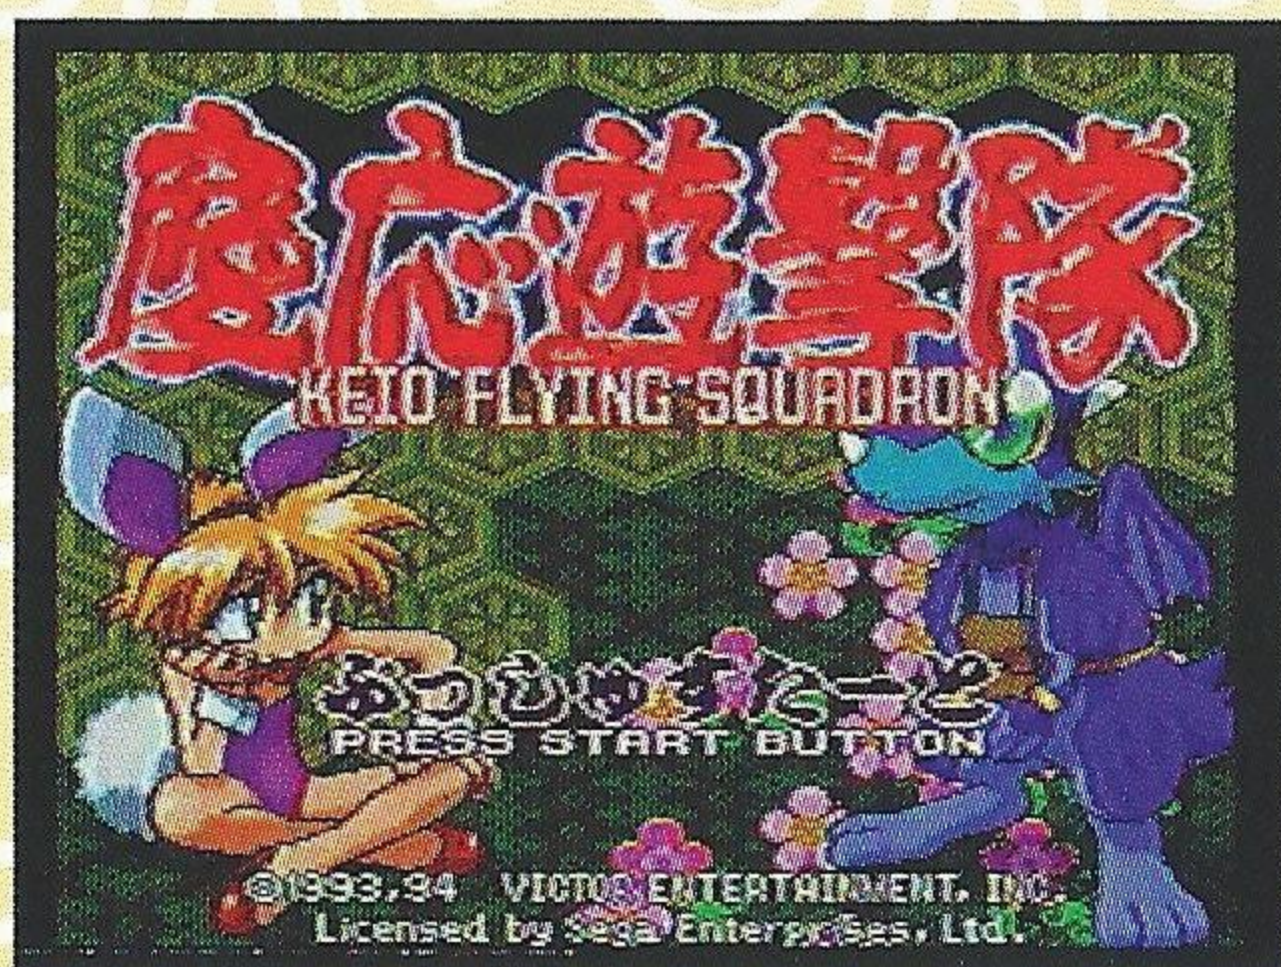 慶応遊撃隊
KEIO FLYING SQUADRON
ぷっしゅすたーと
PRESS START BUTTON
©1993,94 VICTOR ENTERTAINMENT, INC.
Licensed by Sega Enterprises, Ltd.